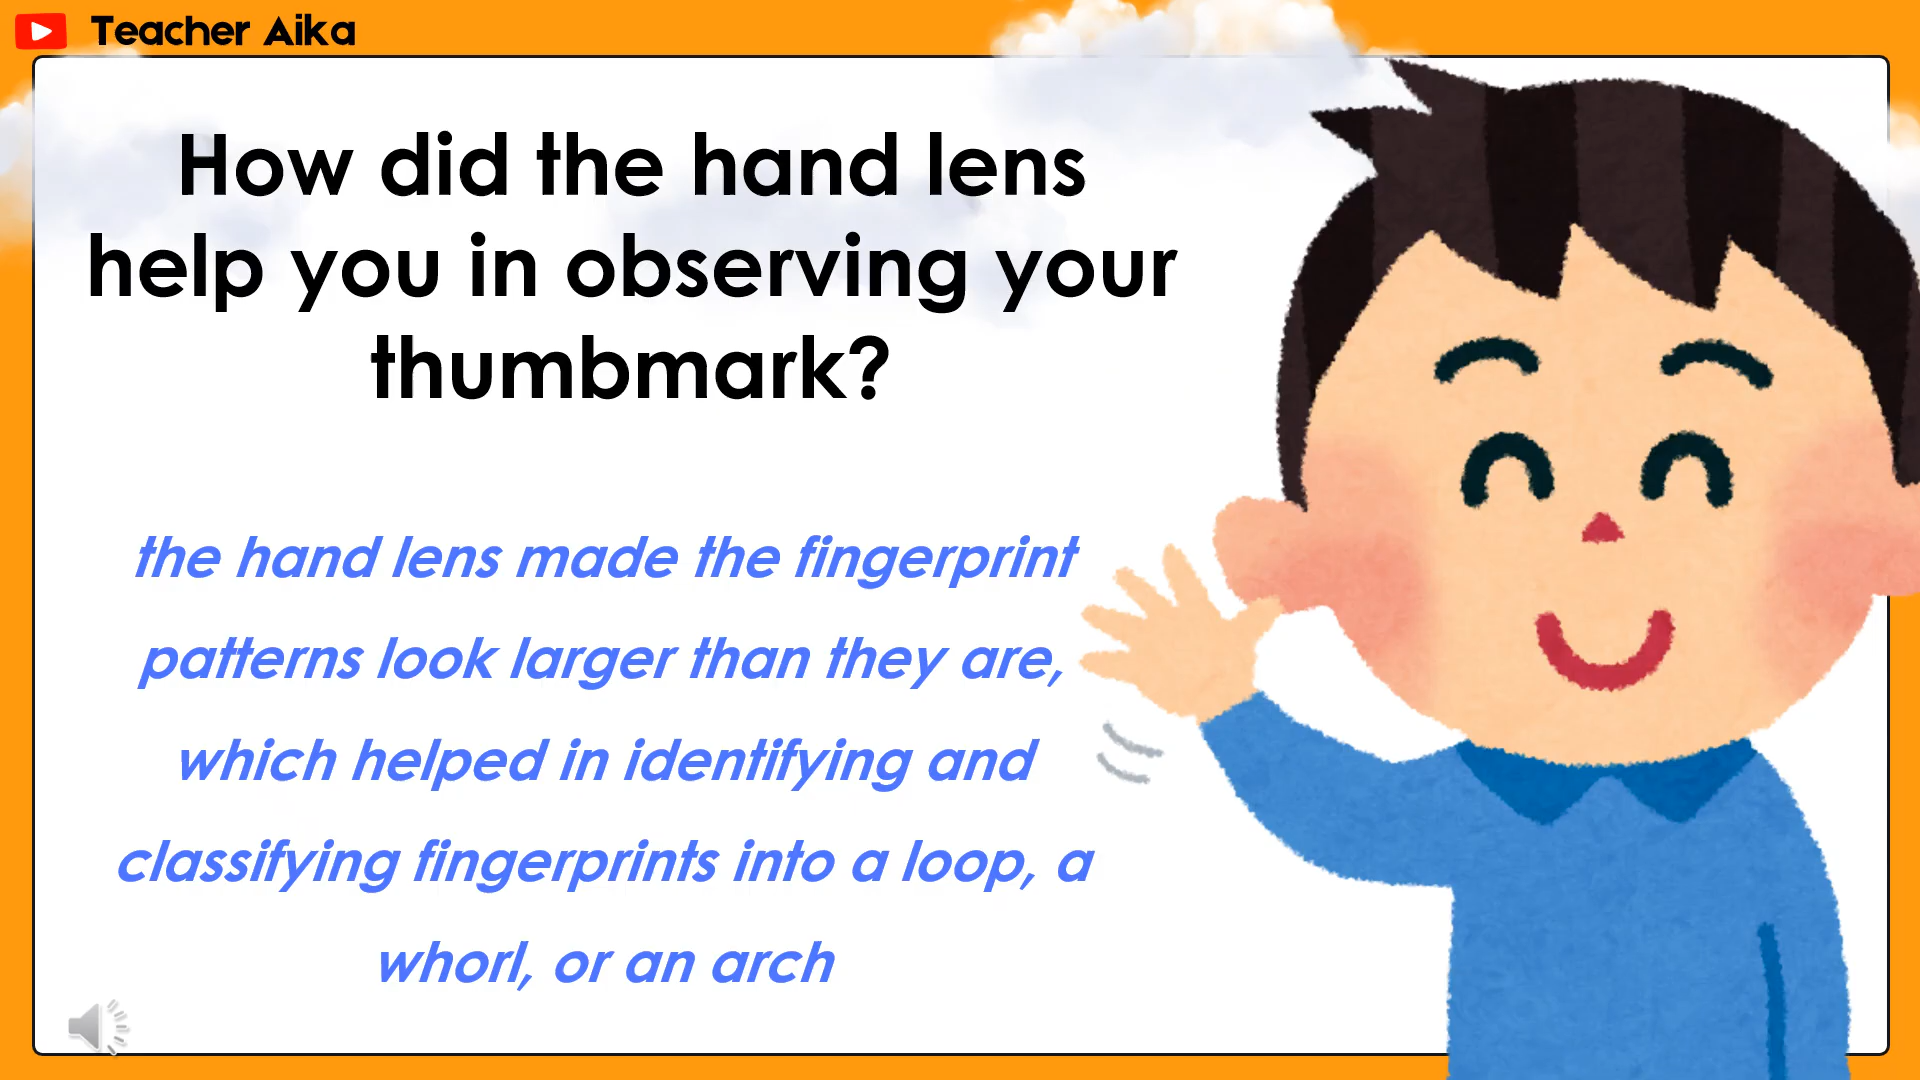 Teacher Aika
How did the hand lens
help you in observing your
thumbmark?
the hand lens made the fingerprint
patterns look larger than they are,
which helped in identifying and
classifying fingerprints into a loop, a
whorl, or an arch